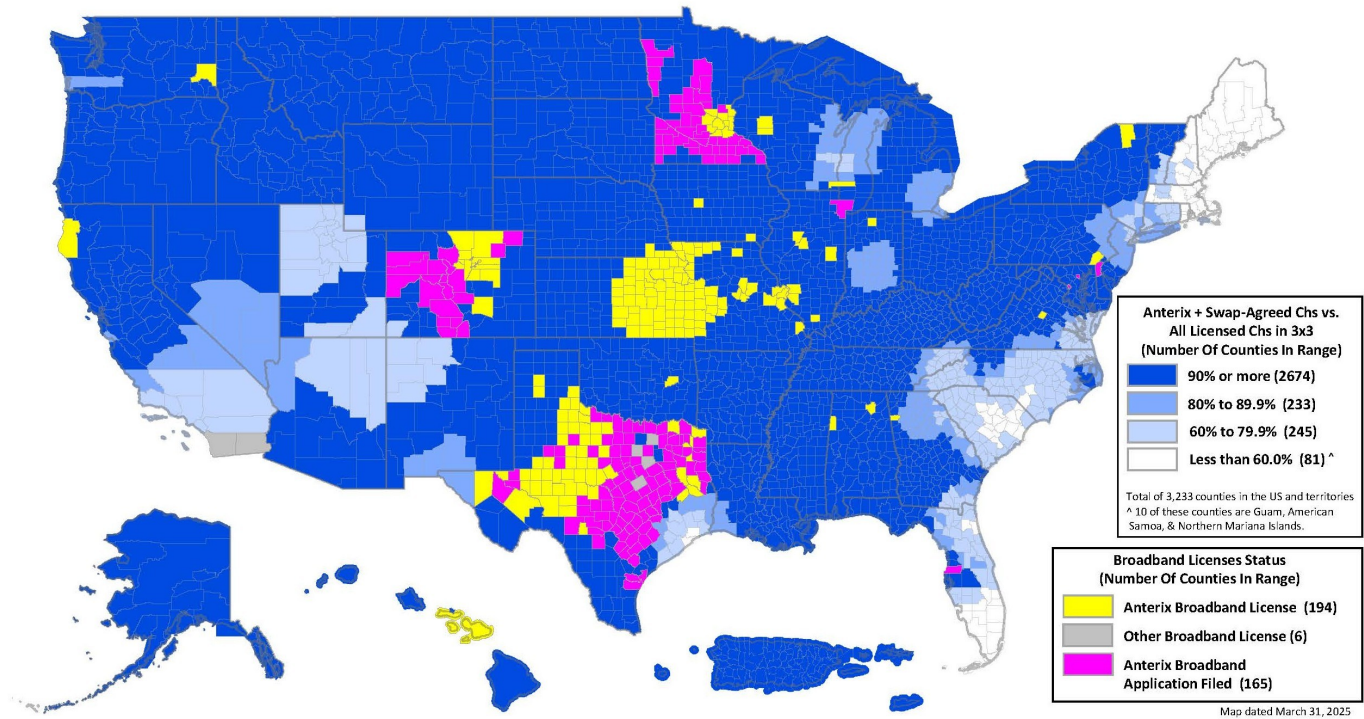 Anterix + Swap-Agreed Chs vs.
All Licensed Chs in 3x3
(Number Of Counties In Range)
90% or more (2674)
80% to 89.9% (233)
60% to 79.9% (245)
Less than 60.0% (81) ^
Total of 3,233 counties in the US and territories
^ 10 of these counties are Guam, American
Samoa, & Northern Mariana Islands.
Broadband Licenses Status
(Number Of Counties In Range)
Anterix Broadband License (194)
Other Broadband License (6)
Anterix Broadband
Application Filed (165)
Map dated March 31, 2025